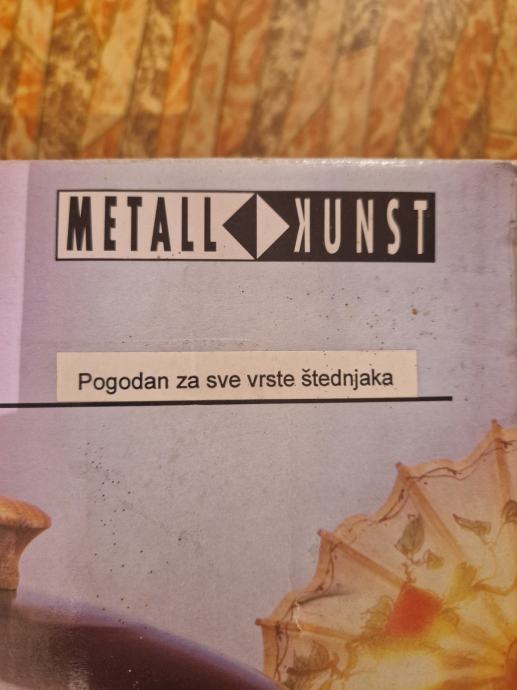 METALL KUNST
Pogodan za sve vrste štednjaka